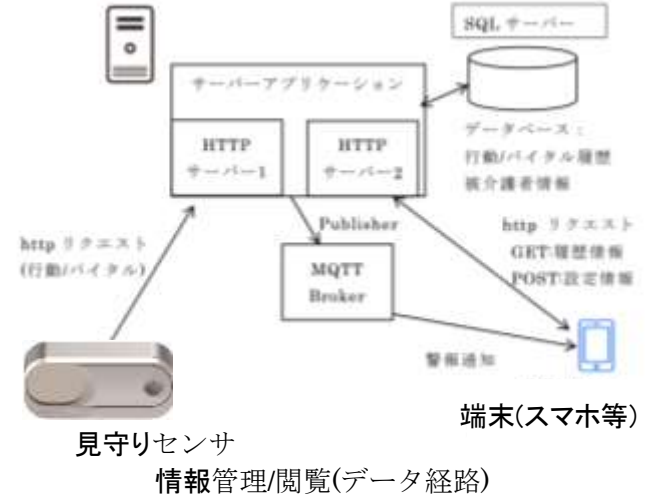 SQL サーバー
サーバーアプリケーション
HTTP
サーバー1
HTTP
サーバー2
データベース：
行動/バイタル履歴
被介護者情報
Publisher
http リクエスト
(行動/バイタル)
MQTT
Broker
http リクエスト
GET:履歴情報
POST:設定情報
警報通知
端末(スマホ等)
見守りセンサ
情報管理/閲覧(データ経路)